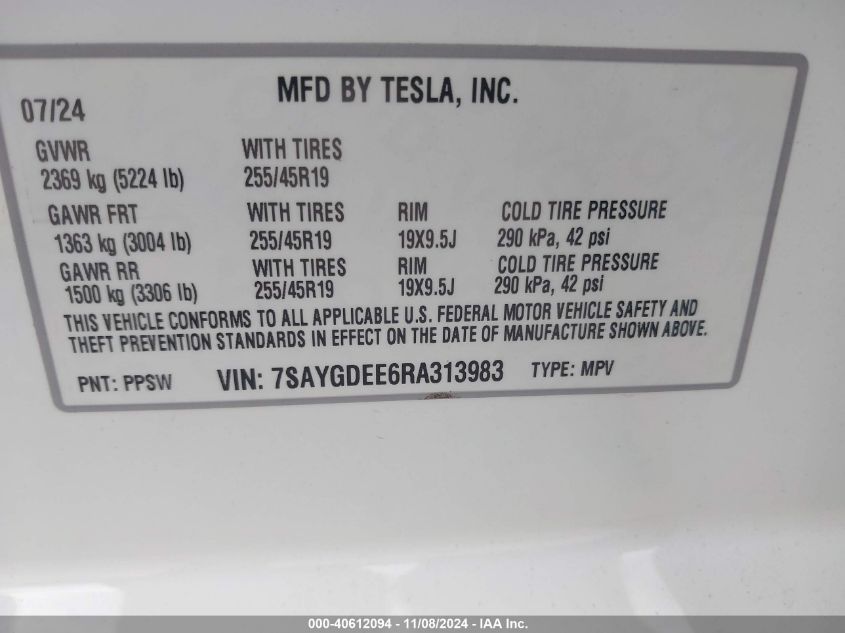 MFD BY TESLA, INC.
07/24
GVWR WITH TIRES
2369 kg (5224 lb) 255/45R19
GAWR FRT WITH TIRES RIM COLD TIRE PRESSURE
1363 kg (3004 lb) 255/45R19 19X9.5J 290 kPa, 42 psi
GAWR RR WITH TIRES RIM COLD TIRE PRESSURE
1500 kg (3306 lb) 255/45R19 19X9.5J 290 kPa, 42 psi
THIS VEHICLE CONFORMS TO ALL APPLICABLE U.S. FEDERAL MOTOR VEHICLE SAFETY AND
THEFT PREVENTION STANDARDS IN EFFECT ON THE DATE OF MANUFACTURE SHOWN ABOVE.
PNT: PPSW VIN: 7SAYGDEE6RA313983 TYPE: MPV
000-40612094 - 11/08/2024 - IAA Inc.